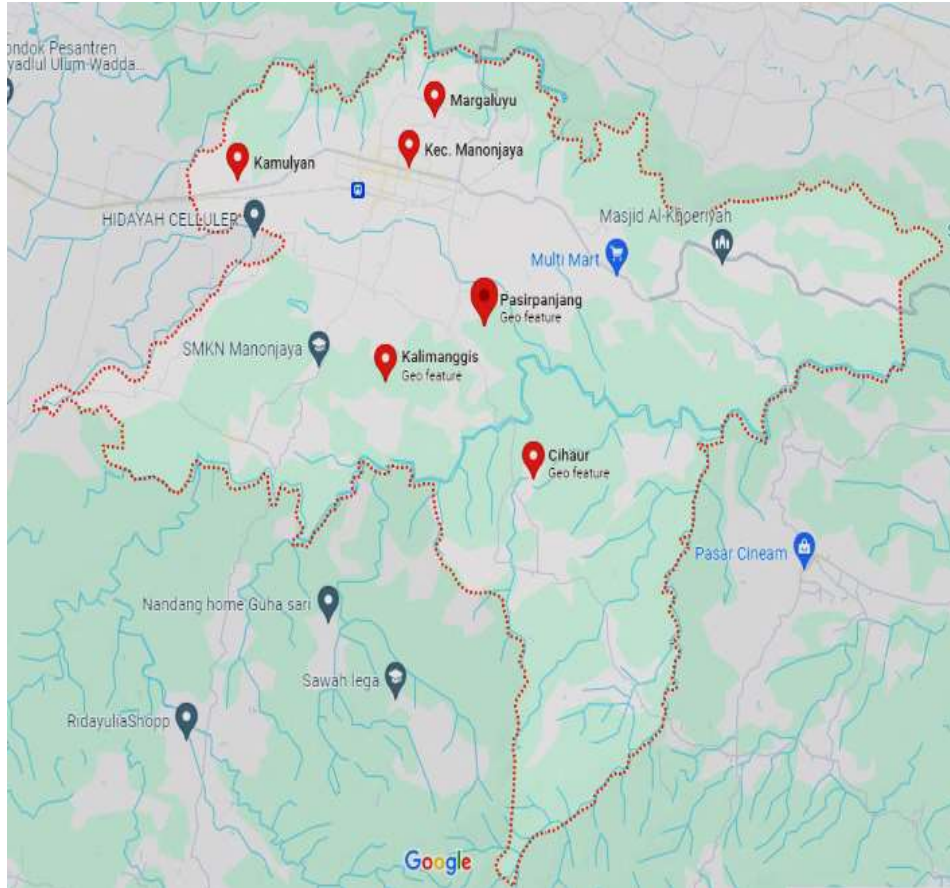 ondok Pesantren
yadlul Ulum-Wadda...
Margaluyu
Kec. Manonjaya
Kamulyan
HIDAYAH CELLULER
Masjid Al-Khoeriyah
Multi Mart
Pasirpanjang
Geo feature
SMKN Manonjaya
Kalimanggis
Geo feature
Cihaur
Geo feature
Pasar Cineam
Nandang home Guha sari
Sawah lega
RidayuliaShopp
Google